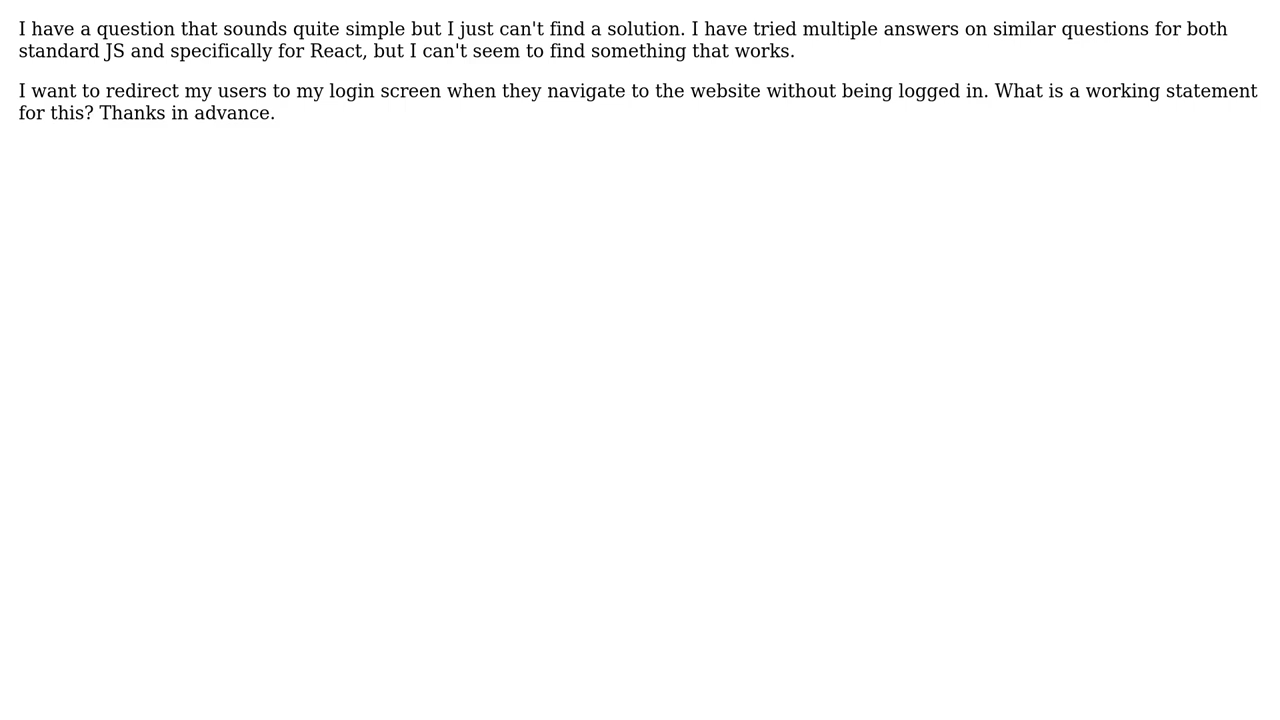 I have a question that sounds quite simple but I just can't find a solution. I have tried multiple answers on similar questions for both
standard JS and specifically for React, but I can't seem to find something that works.
I want to redirect my users to my login screen when they navigate to the website without being logged in. What is a working statement
for this? Thanks in advance.